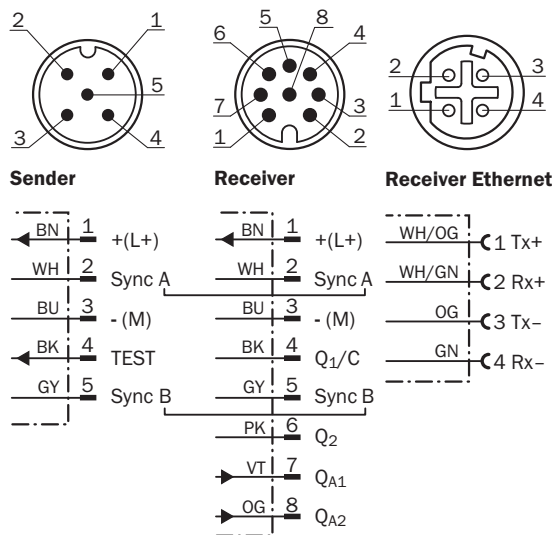 2 1 5 3 4
5 8 6 4 7 3 1 2
2 3 1 4
Sender
BN 1 +(L+)
WH 2 Sync A
BU 3 - (M)
BK 4 TEST
GY 5 Sync B
Receiver
BN 1 +(L+)
WH 2 Sync A
BU 3 - (M)
BK 4 Q1/C
GY 5 Sync B
PK 6 Q2
VT 7 QA1
OG 8 QA2
Receiver Ethernet
WH/OG 1 Tx+
WH/GN 2 Rx+
OG 3 Tx–
GN 4 Rx–